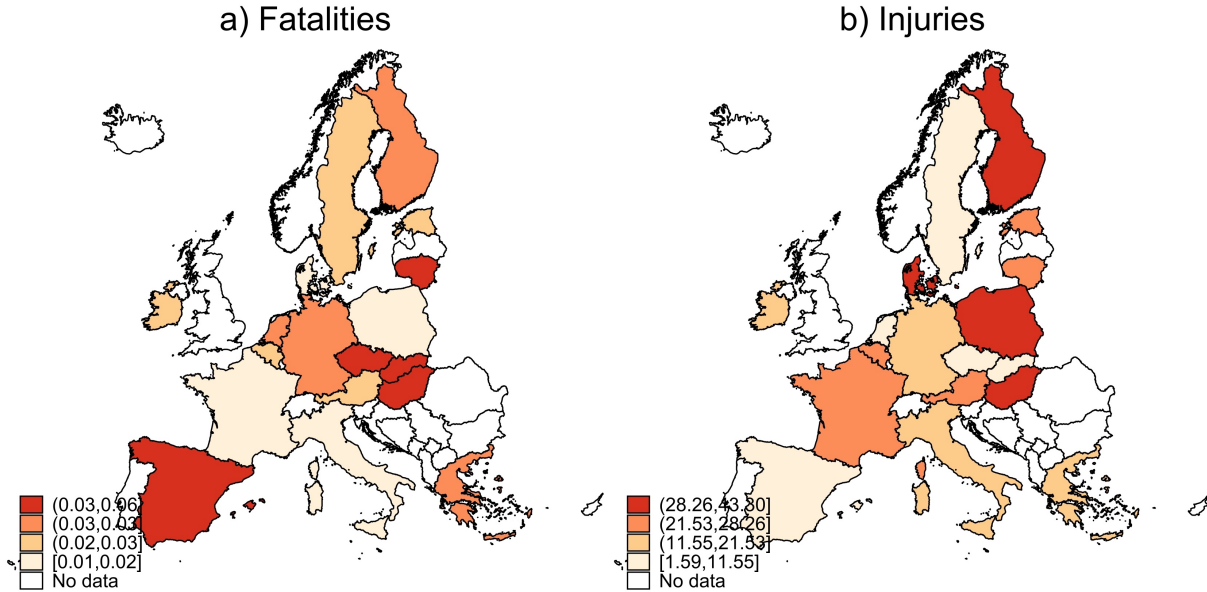 a) Fatalities
b) Injuries
(0.03,0.06]
(0.03,0.03]
(0.02,0.03]
[0.01,0.02]
No data
(28.26,43.80]
(21.53,28.26]
(11.55,21.53]
[1.59,11.55]
No data